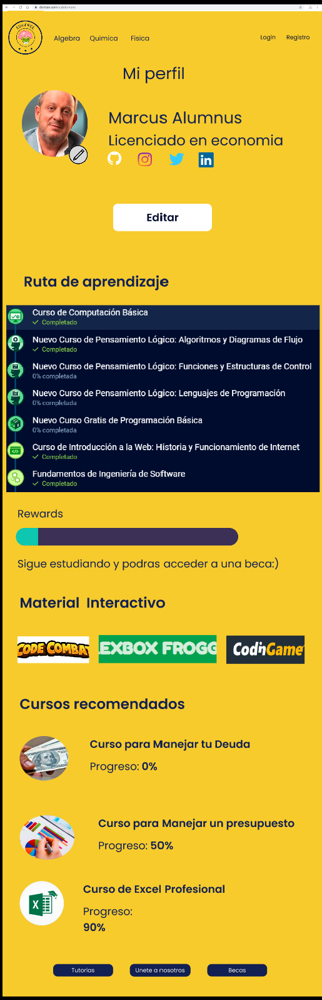 domain.com/subdomain/
EDUFREE
Algebra Quimica Fisica
Login Registro
Mi perfil
Marcus Alumnus
Licenciado en economia
in
Editar
Ruta de aprendizaje
Curso de Computación Básica
✓ Completado
Nuevo Curso de Pensamiento Lógico: Algoritmos y Diagramas de Flujo
✓ Completado
Nuevo Curso de Pensamiento Lógico: Funciones y Estructuras de Control
0% completada
Nuevo Curso de Pensamiento Lógico: Lenguajes de Programación
0% completada
Nuevo Curso Gratis de Programación Básica
0% completada
Curso de Introducción a la Web: Historia y Funcionamiento de Internet
✓ Completado
Fundamentos de Ingeniería de Software
✓ Completado
Rewards
Sigue estudiando y podras acceder a una beca:)
Material Interactivo
CODE COMBAT
LEXBOX FROGG
CodinGame
Cursos recomendados
Curso para Manejar tu Deuda
Progreso: 0%
Curso para Manejar un presupuesto
Progreso: 50%
X
Curso de Excel Profesional
Progreso:
90%
Tutorias
Unete a nosotros
Becas